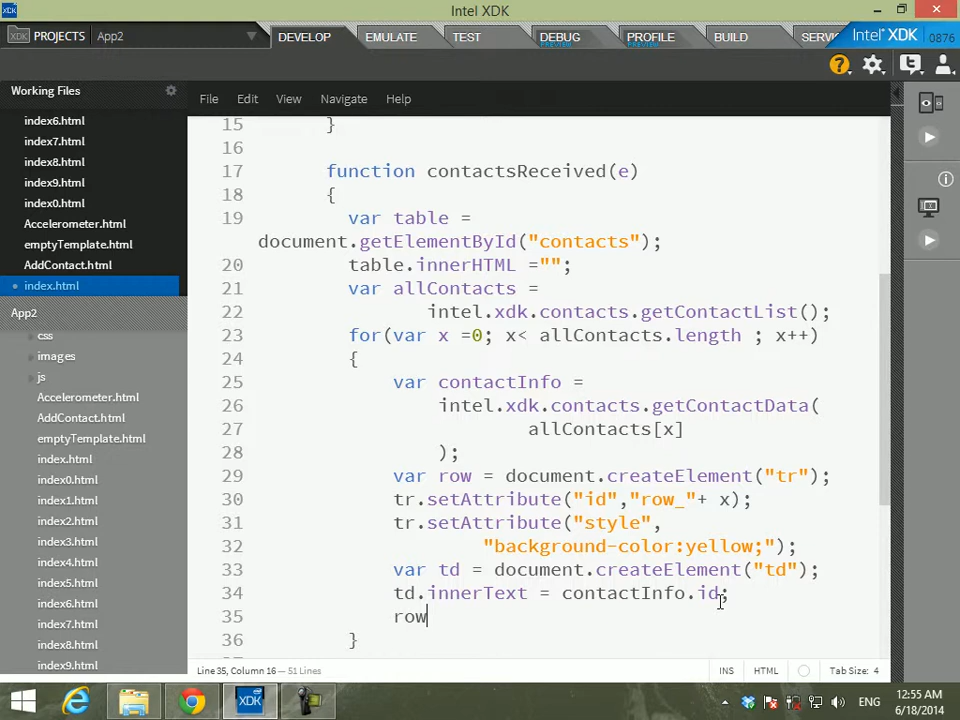 Intel XDK
PROJECTS App2 DEVELOP EMULATE TEST DEBUG PROFILE BUILD SERV Intel® XDK
PREVIEW PREVIEW 0876
Working Files
File Edit View Navigate Help
index6.html
index7.html
index8.html
index9.html
index0.html
Accelerometer.html
emptyTemplate.html
AddContact.html
index.html
App2
css
images
js
Accelerometer.html
AddContact.html
emptyTemplate.html
index.html
index0.html
index1.html
index2.html
index3.html
index4.html
index5.html
index6.html
index7.html
index8.html
index9.html
15 }
16
17 function contactsReceived(e)
18 {
19 var table =
document.getElementById("contacts");
20 table.innerHTML ="";
21 var allContacts =
22 intel.xdk.contacts.getContactList();
23 for(var x =0; x< allContacts.length ; x++)
24 {
25 var contactInfo =
26 intel.xdk.contacts.getContactData(
27 allContacts[x]
28 );
29 var row = document.createElement("tr");
30 tr.setAttribute("id","row_"+ x);
31 tr.setAttribute("style",
32 "background-color:yellow;");
33 var td = document.createElement("td");
34 td.innerText = contactInfo.id;
35 row
36 }
Line 35, Column 16 — 51 Lines INS HTML Tab Size: 4
ENG 12:55 AM
6/18/2014